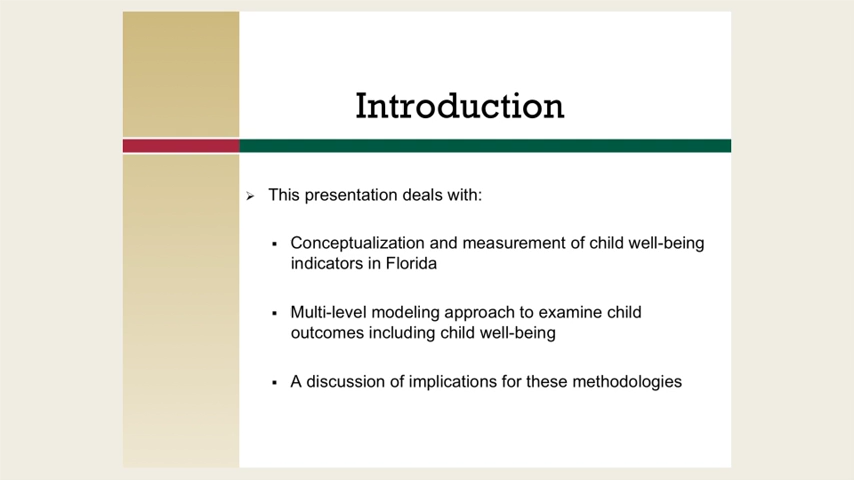 Introduction
➢ This presentation deals with:
▪ Conceptualization and measurement of child well-being
indicators in Florida
▪ Multi-level modeling approach to examine child
outcomes including child well-being
▪ A discussion of implications for these methodologies